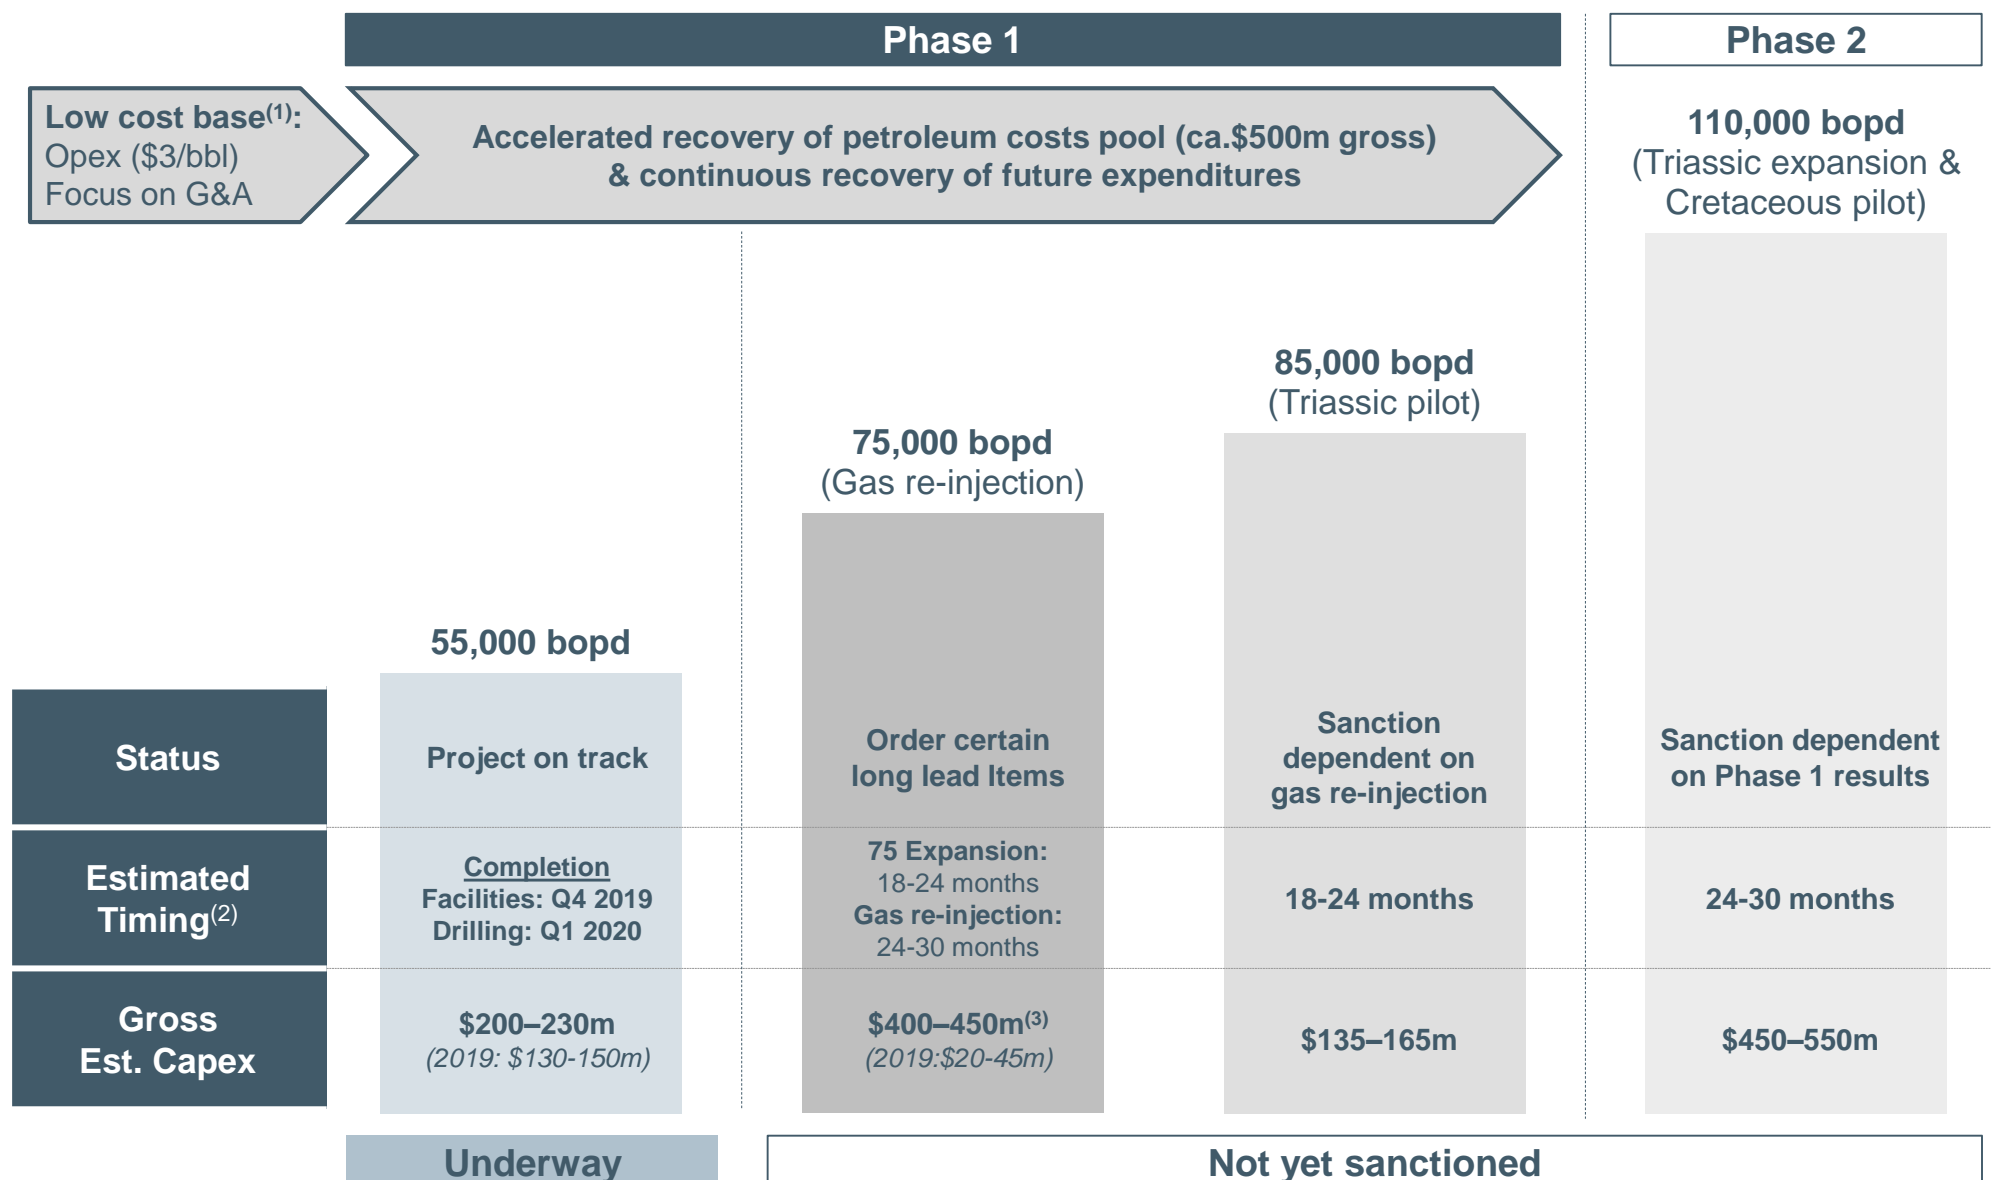 Phase 1
Phase 2
Low cost base(1):
Opex ($3/bbl)
Focus on G&A
Accelerated recovery of petroleum costs pool (ca.$500m gross)
& continuous recovery of future expenditures
110,000 bopd
(Triassic expansion &
Cretaceous pilot)
85,000 bopd
(Triassic pilot)
75,000 bopd
(Gas re-injection)
55,000 bopd
Status
Project on track
Order certain
long lead Items
Sanction
dependent on
gas re-injection
Sanction dependent
on Phase 1 results
Estimated
Timing(2)
Completion
Facilities: Q4 2019
Drilling: Q1 2020
75 Expansion:
18-24 months
Gas re-injection:
24-30 months
18-24 months
24-30 months
Gross
Est. Capex
$200–230m
(2019: $130-150m)
$400–450m(3)
(2019:$20-45m)
$135–165m
$450–550m
Underway
Not yet sanctioned